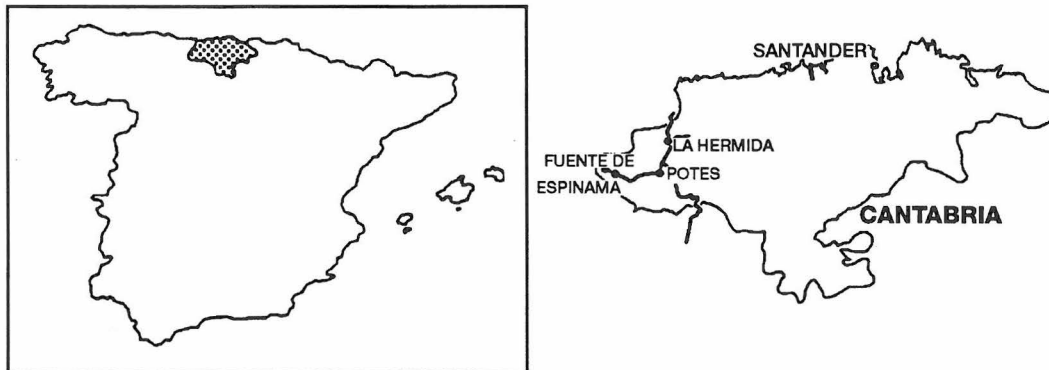 SANTANDER
LA HERMIDA
FUENTE DE
POTES
ESPINAMA
CANTABRIA